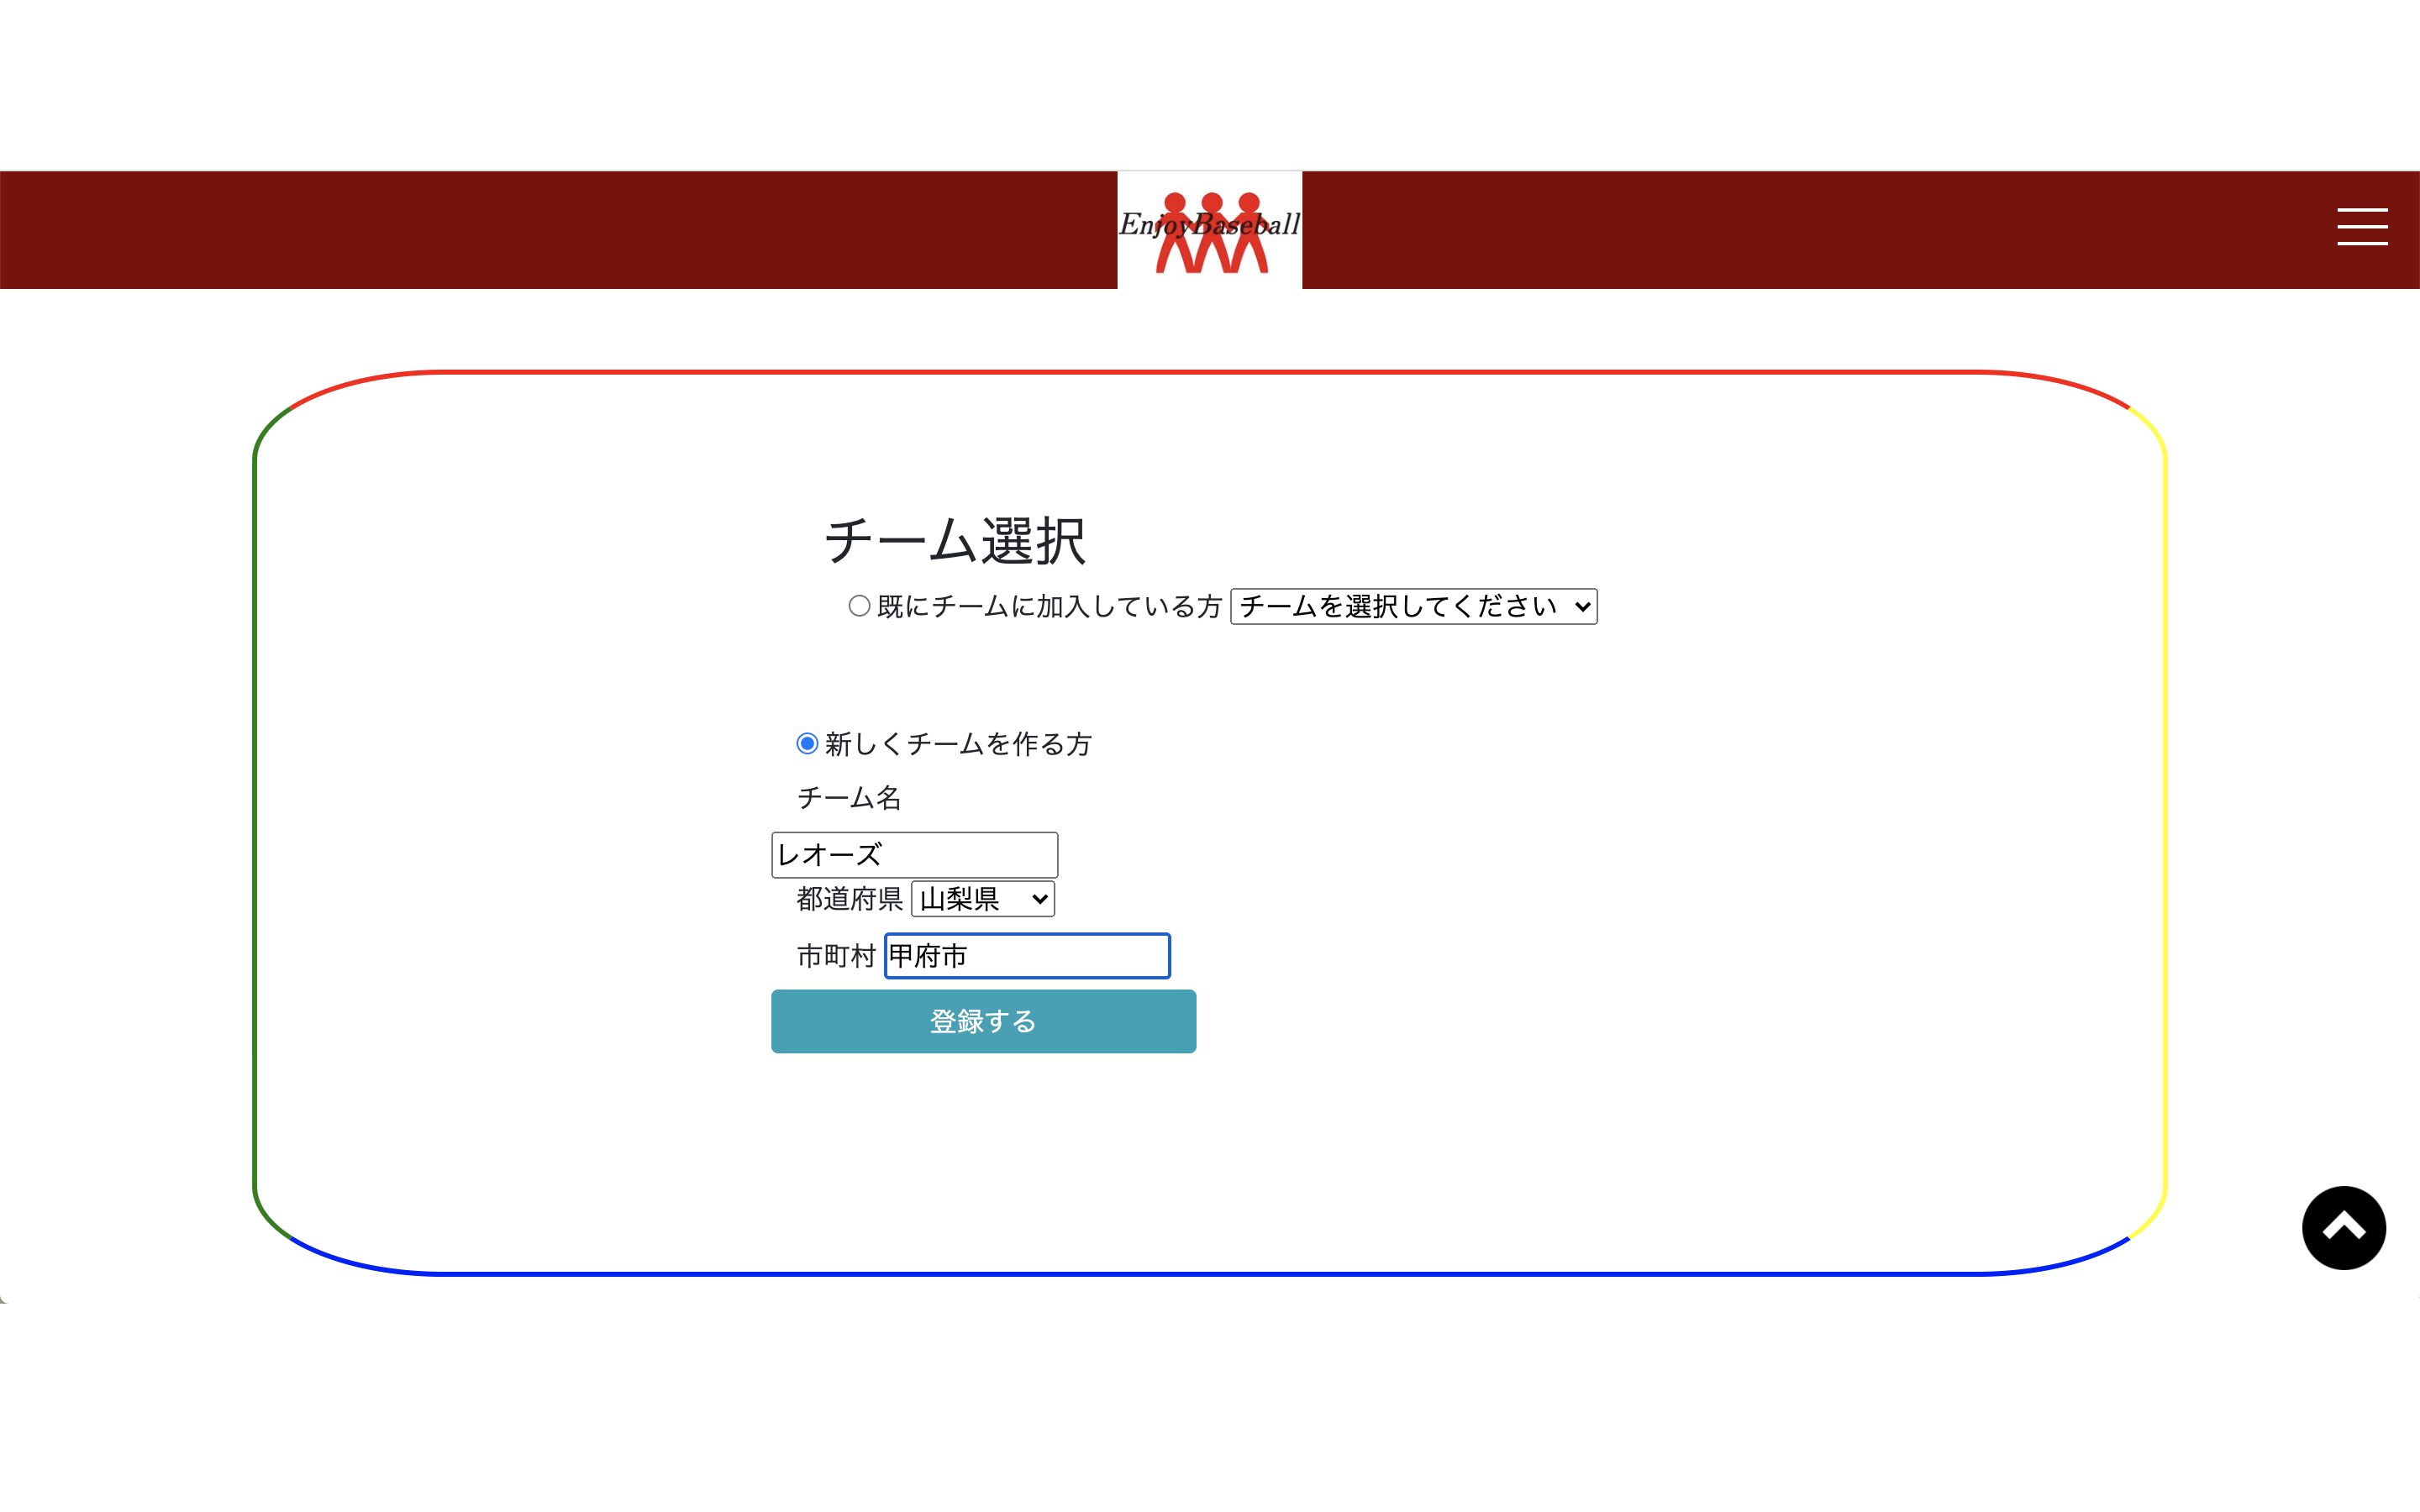 EnjoyBaseball
チーム選択
既にチームに加入している方 チームを選択してください
新しくチームを作る方
チーム名
レオーズ
都道府県 山梨県
市町村 甲府市
登録する